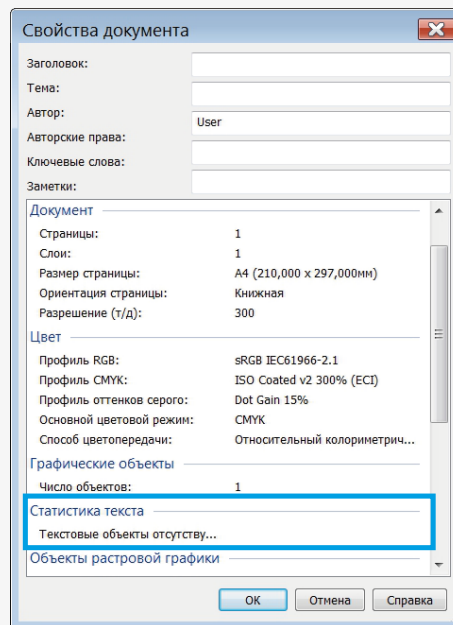 Свойства документа
Заголовок:
Тема:
Автор:
User
Авторские права:
Ключевые слова:
Заметки:
Документ
Страницы: 1
Слои: 1
Размер страницы: A4 (210,000 x 297,000мм)
Ориентация страницы: Книжная
Разрешение (т/д): 300
Цвет
Профиль RGB: sRGB IEC61966-2.1
Профиль CMYK: ISO Coated v2 300% (ECI)
Профиль оттенков серого: Dot Gain 15%
Основной цветовой режим: CMYK
Способ цветопередачи: Относительный колориметрич...
Графические объекты
Число объектов: 1
Статистика текста
Текстовые объекты отсутству...
Объекты растровой графики
ОК Отмена Справка